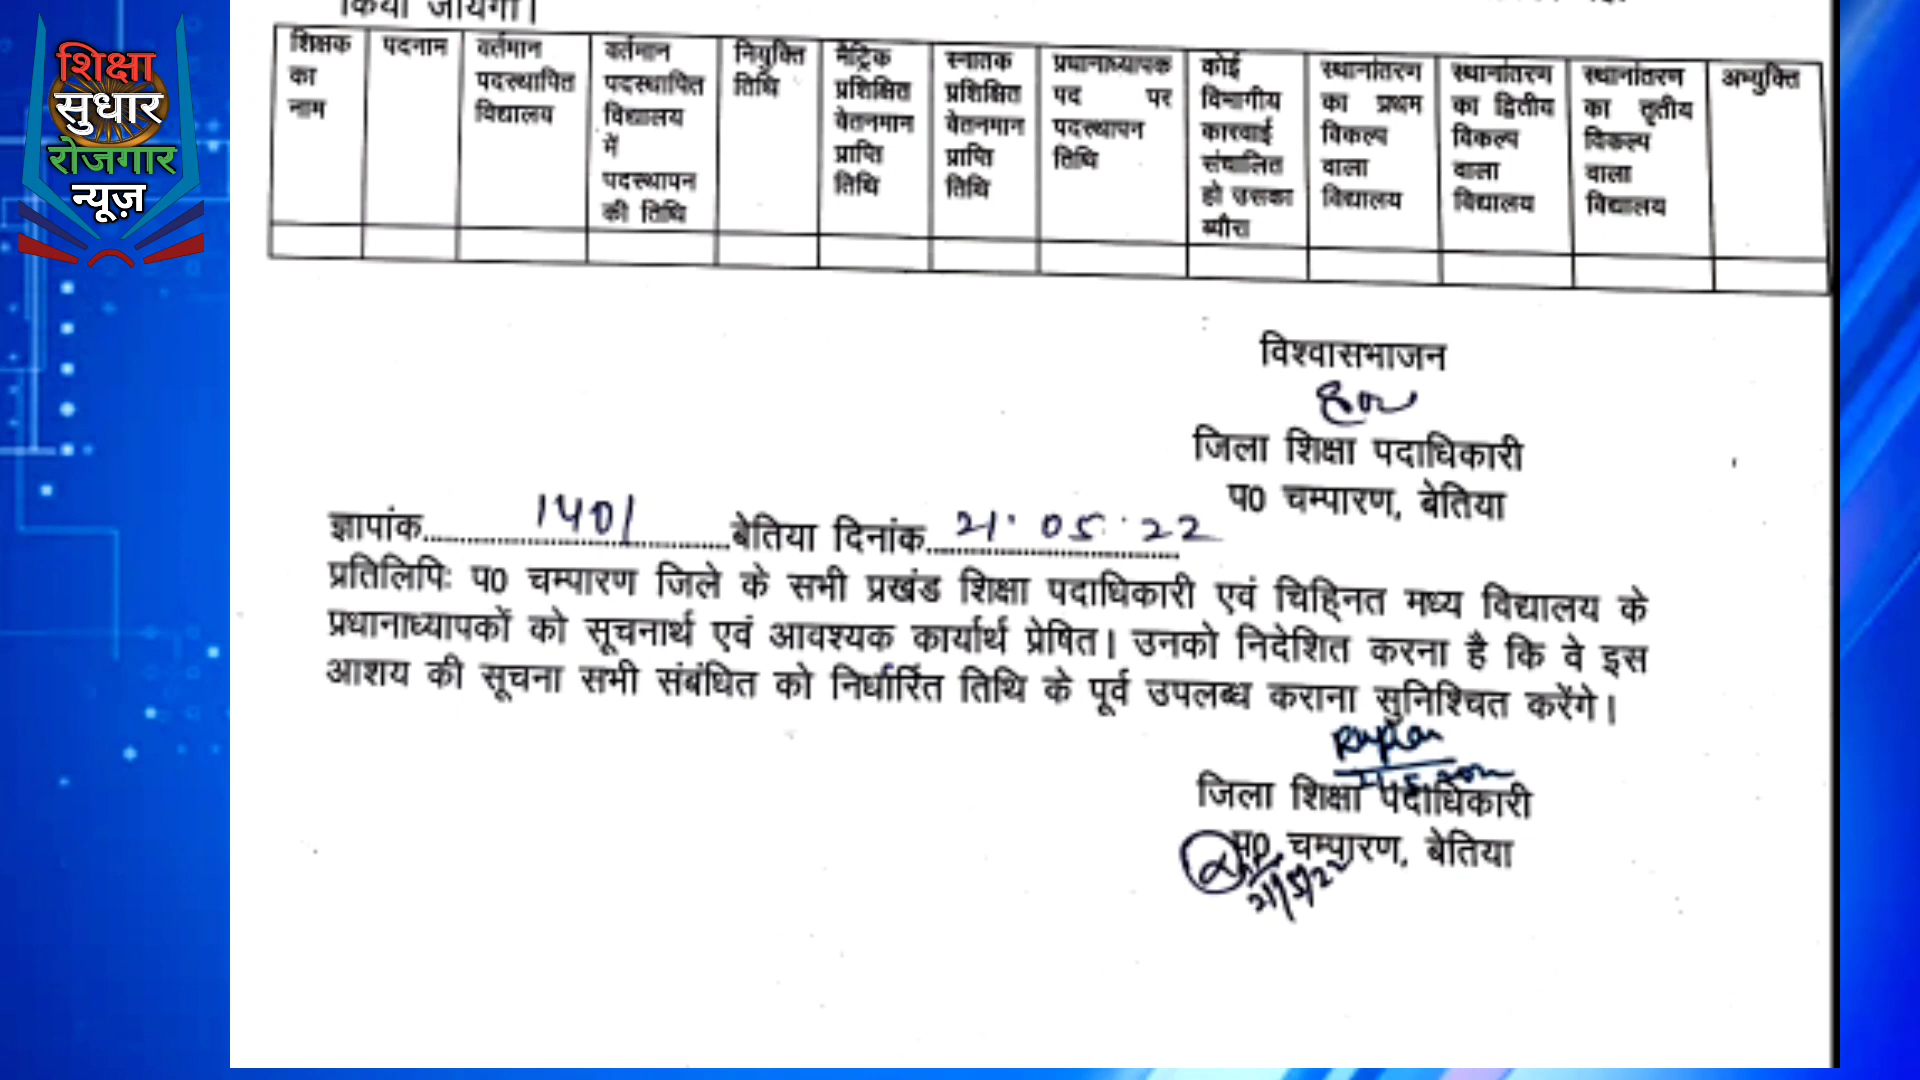 शिक्षा
सुधार
रोजगार
न्यूज़
किया जायेगा।
शिक्षक का नाम
पदनाम
वर्तमान पदस्थापित विद्यालय
वर्तमान पदस्थापित विद्यालय में पदस्थापन की तिथि
नियुक्ति तिथि
मैट्रिक प्रशिक्षित वेतनमान प्राप्ति तिथि
स्नातक प्रशिक्षित वेतनमान प्राप्ति तिथि
प्रधानाध्यापक पद पर पदस्थापन तिथि
कोई विभागीय कारवाई संचालित हो उसका ब्यौरा
स्थानांतरण का प्रथम विकल्प वाला विद्यालय
स्थानांतरण का द्वितीय विकल्प वाला विद्यालय
स्थानांतरण का तृतीय विकल्प वाला विद्यालय
अभ्युक्ति
विश्वासभाजन
जिला शिक्षा पदाधिकारी
प0 चम्पारण, बेतिया
ज्ञापांक 1401 बेतिया दिनांक 21.05.22
प्रतिलिपिः प0 चम्पारण जिले के सभी प्रखंड शिक्षा पदाधिकारी एवं चिह्नित मध्य विद्यालय के
प्रधानाध्यापकों को सूचनार्थ एवं आवश्यक कार्यार्थ प्रेषित। उनको निदेशित करना है कि वे इस
आशय की सूचना सभी संबंधित को निर्धारित तिथि के पूर्व उपलब्ध कराना सुनिश्चित करेंगे।
जिला शिक्षा पदाधिकारी
प0 चम्पारण, बेतिया
21/5/22